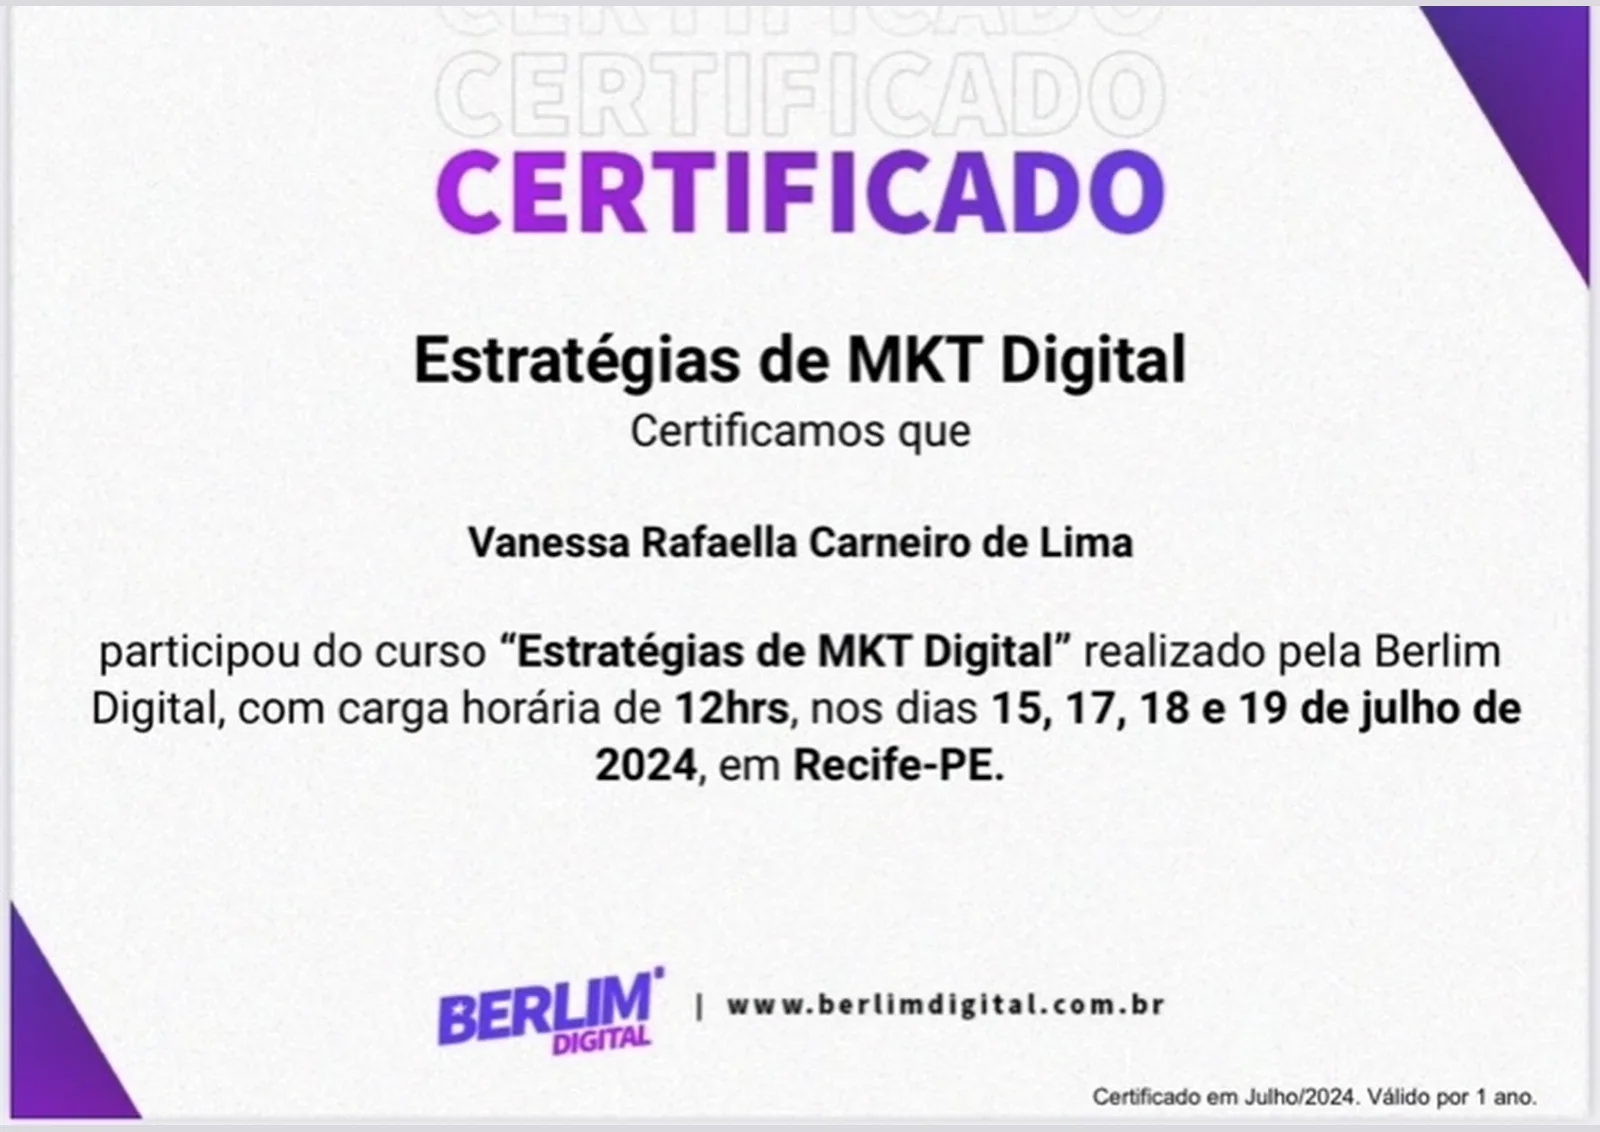 CERTIFICADO
CERTIFICADO
CERTIFICADO
Estratégias de MKT Digital
Certificamos que
Vanessa Rafaella Carneiro de Lima
participou do curso “Estratégias de MKT Digital” realizado pela Berlim
Digital, com carga horária de 12hrs, nos dias 15, 17, 18 e 19 de julho de
2024, em Recife-PE.
BERLIM
DIGITAL
| www.berlimdigital.com.br
Certificado em Julho/2024. Válido por 1 ano.